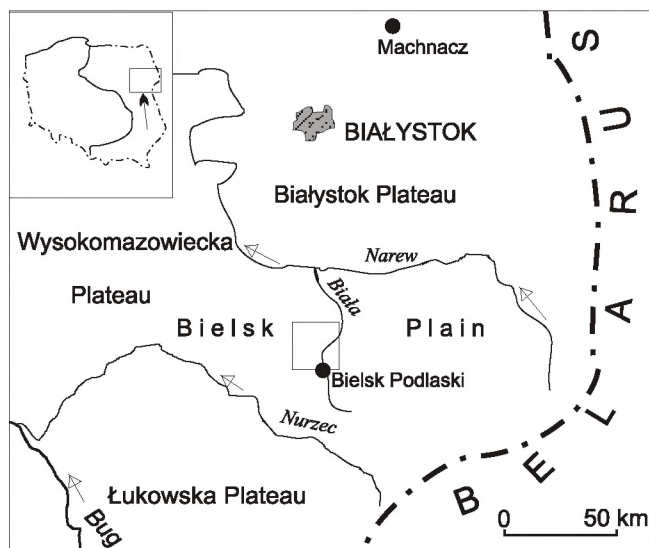 Machnacz
BIAŁYSTOK
Białystok Plateau
Wysokomazowiecka
Plateau
Narew
Biała
Bielsk Plain
Bielsk Podlaski
Nurzec
Łukowska Plateau
Bug
BELARUS
0 50 km